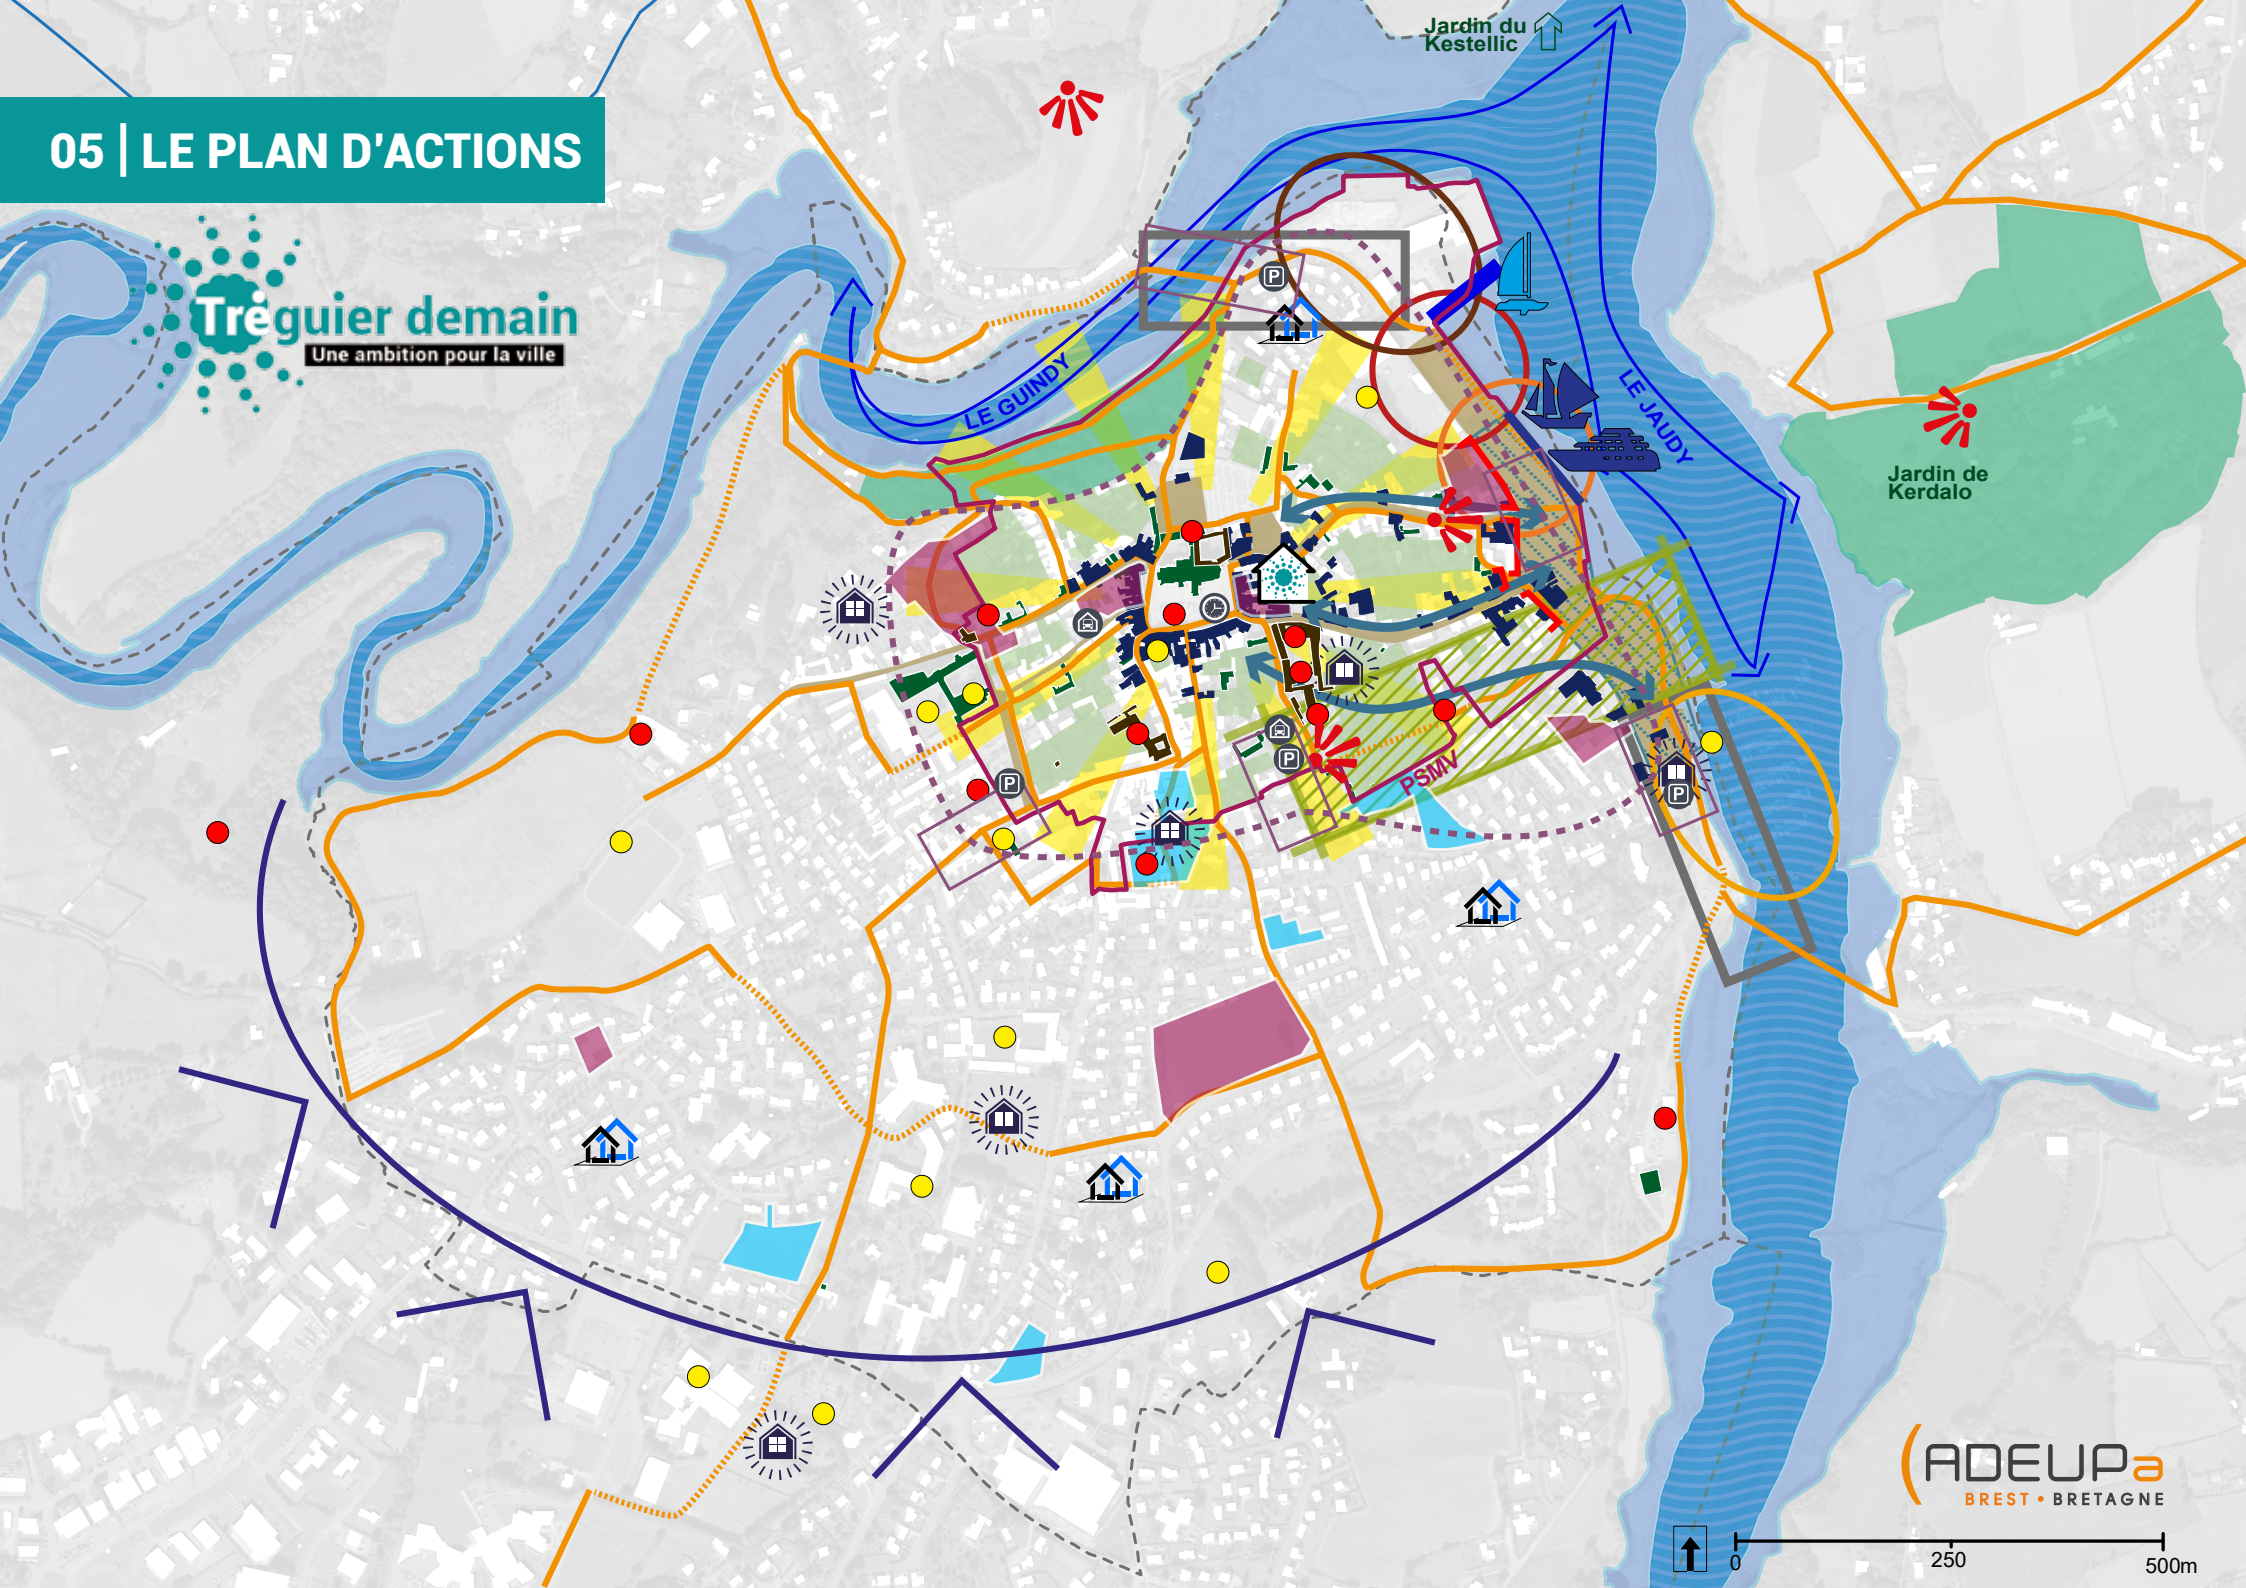 Jardin du
Kestellic
05 | LE PLAN D'ACTIONS
Tréguier demain
Une ambition pour la ville
LE GUINDY
LE JAUDY
Jardin de
Kerdalo
P
P
P
P
PSMV
ADEUPa
BREST • BRETAGNE
0
250
500m